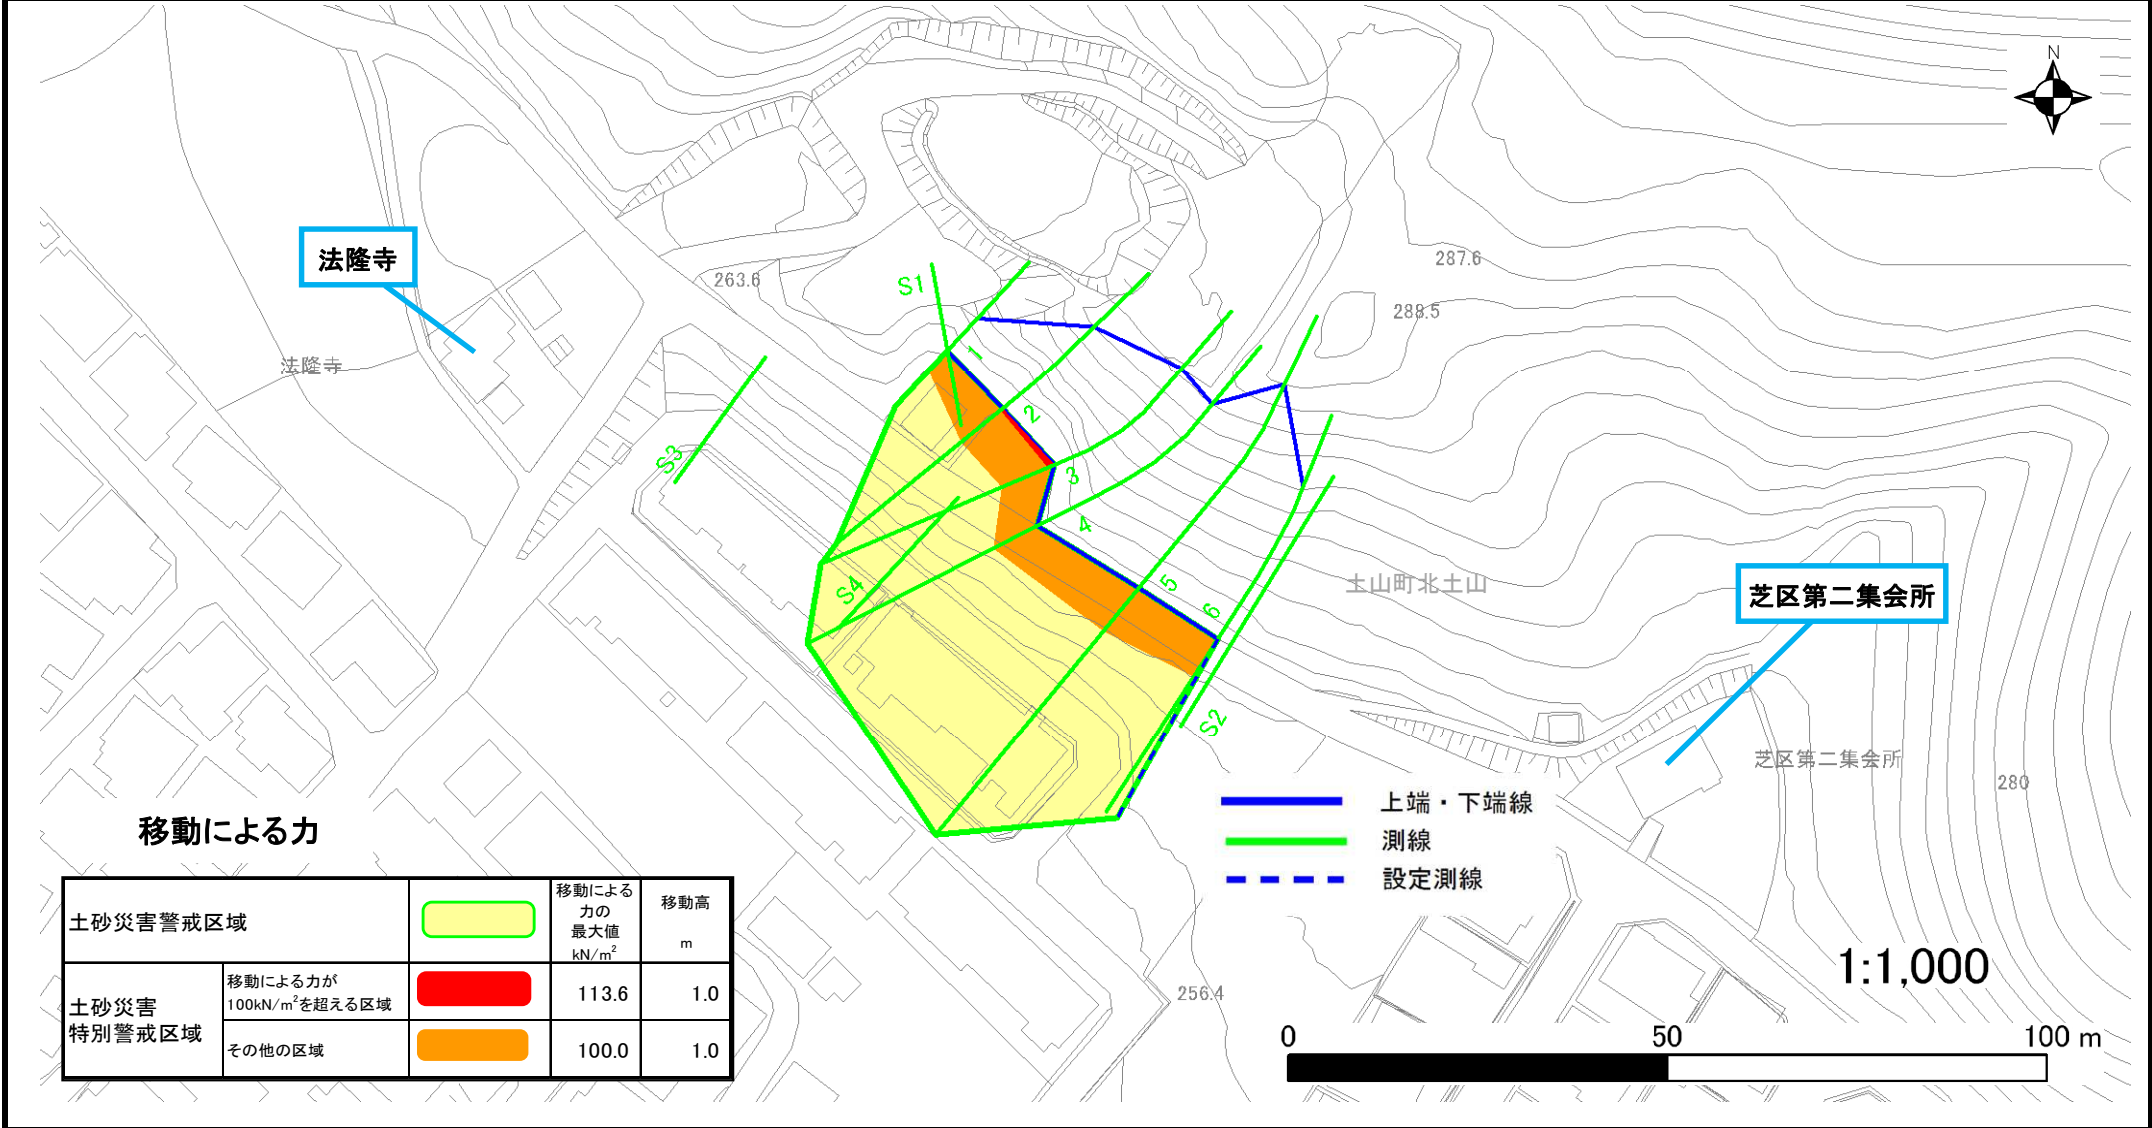 N
法隆寺
263.6
S1
287.6
288.5
法隆寺
1
2
S3
3
4
S4
5
6
土山町北土山
芝区第二集会所
S2
芝区第二集会所
280
上端・下端線
測線
設定測線
移動による力
移動による
力の
最大値
kN/m²
移動高
m
土砂災害警戒区域
土砂災害
特別警戒区域
移動による力が
100kN/m²を超える区域
113.6
1.0
その他の区域
100.0
1.0
256.4
1:1,000
0
50
100 m